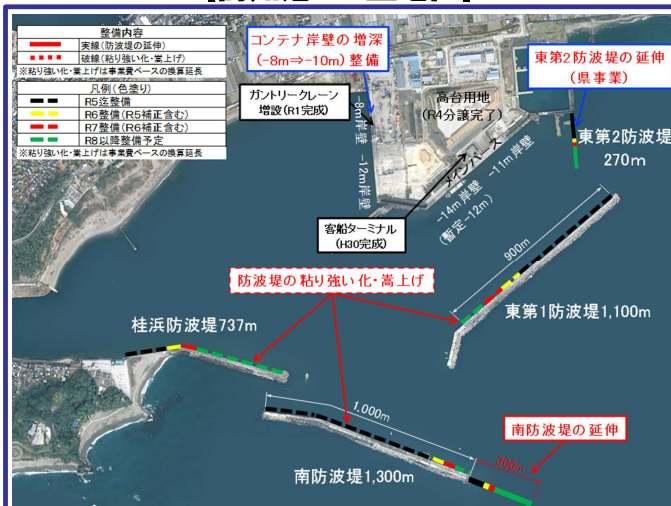 整備内容
実線(防波堤の延伸)
破線(粘り強い化・嵩上げ)
※粘り強い化・嵩上げは事業費ベースの換算延長
凡例(色塗り)
R5迄整備
R6整備(R5補正含む)
R7整備(R6補正含む)
R8以降整備予定
※粘り強い化・嵩上げは事業費ベースの換算延長
コンテナ岸壁の増深
(-8m⇒-10m)整備
ガントリークレーン
増設(R1完成)
高台用地
(R4分譲完了)
東第2防波堤の延伸
(県事業)
東第2防波堤
270m
-8m岸壁
-12m岸壁
メインバース
-11m岸壁
-14m岸壁
(暫定-12m)
客船ターミナル
(H30完成)
900m
東第1防波堤1,100m
防波堤の粘り強い化・嵩上げ
桂浜防波堤737m
1,000m
南防波堤の延伸
300m
南防波堤1,300m